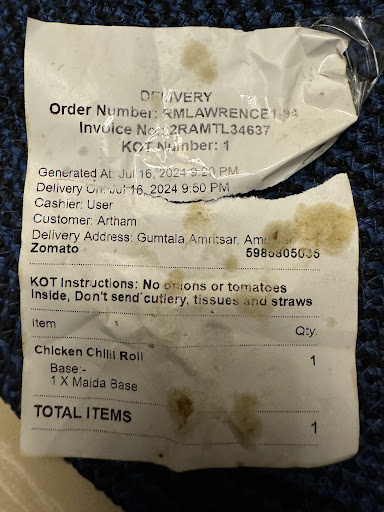 DELIVERY
Order Number: RMLAWRENCE1-94
Invoice No: 2RAMTL34637
KOT Number: 1
Generated At: Jul 16, 2024 9:20 PM
Delivery On: Jul 16, 2024 9:50 PM
Cashier: User
Customer: Artham
Delivery Address: Gumtala Amritsar,
Zomato
KOT Instructions: No onions or tomatoes
inside, Don't send cutlery, tissues and straws
Item Qty.
Chicken Chilli Roll 1
Base:-
1 X Maida Base
TOTAL ITEMS 1